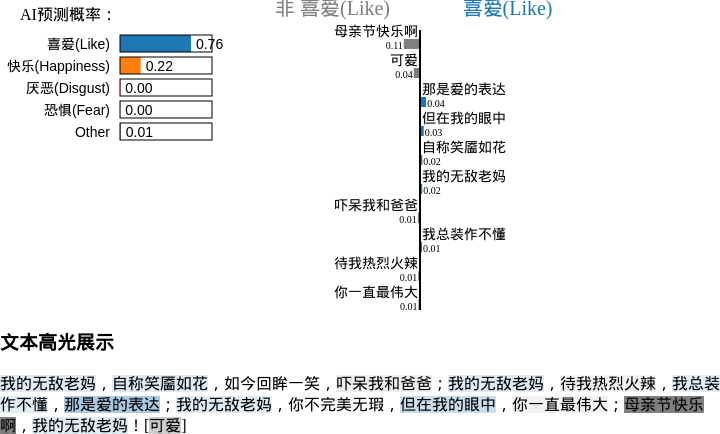 AI预测概率：
喜爱(Like) 0.76
快乐(Happiness) 0.22
厌恶(Disgust) 0.00
恐惧(Fear) 0.00
Other 0.01
非 喜爱(Like) 喜爱(Like)
母亲节快乐啊
0.11
可爱
0.04
那是爱的表达
0.04
但在我的眼中
0.03
自称笑靥如花
0.02
我的无敌老妈
0.02
吓呆我和爸爸
0.01
我总装作不懂
0.01
待我热烈火辣
0.01
你一直最伟大
0.01
文本高光展示
我的无敌老妈，自称笑靥如花，如今回眸一笑，吓呆我和爸爸；我的无敌老妈，待我热烈火辣，我总装
作不懂，那是爱的表达；我的无敌老妈，你不完美无瑕，但在我的眼中，你一直最伟大；母亲节快乐
啊，我的无敌老妈！[可爱]